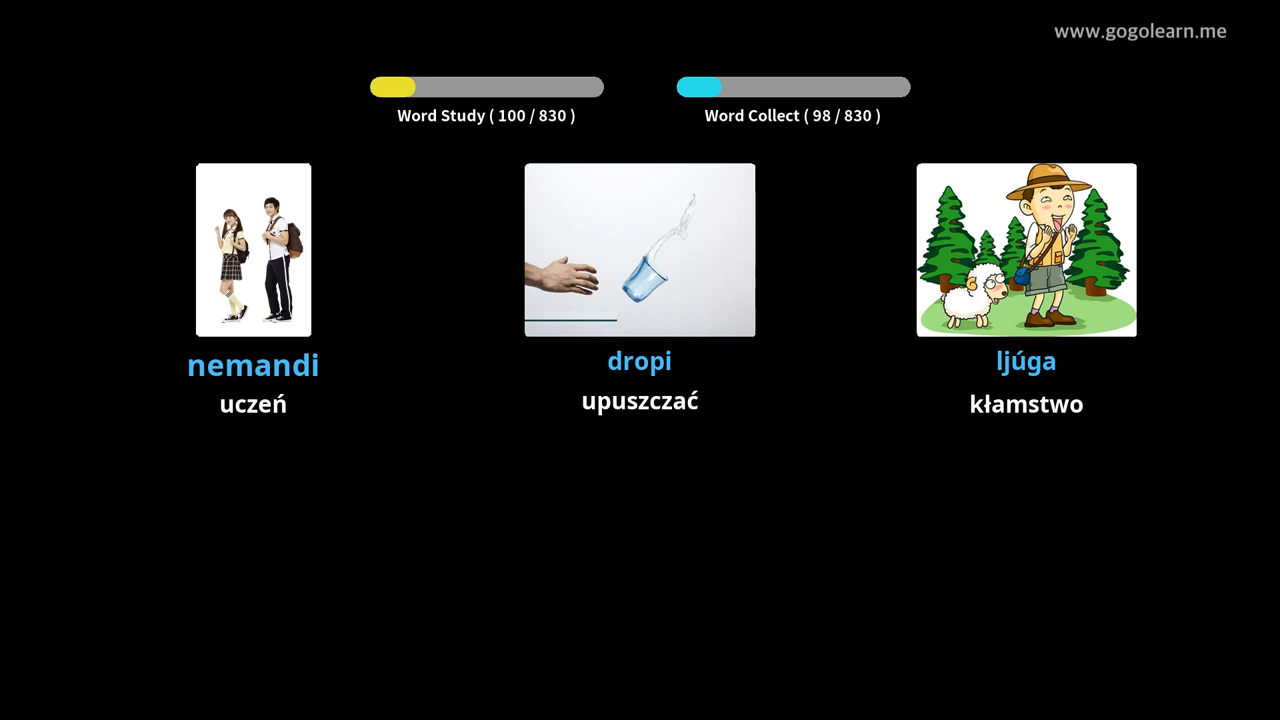 www.gogolearn.me
Word Study ( 100 / 830 )
Word Collect ( 98 / 830 )
nemandi
uczeń
dropi
upuszczać
ljúga
kłamstwo